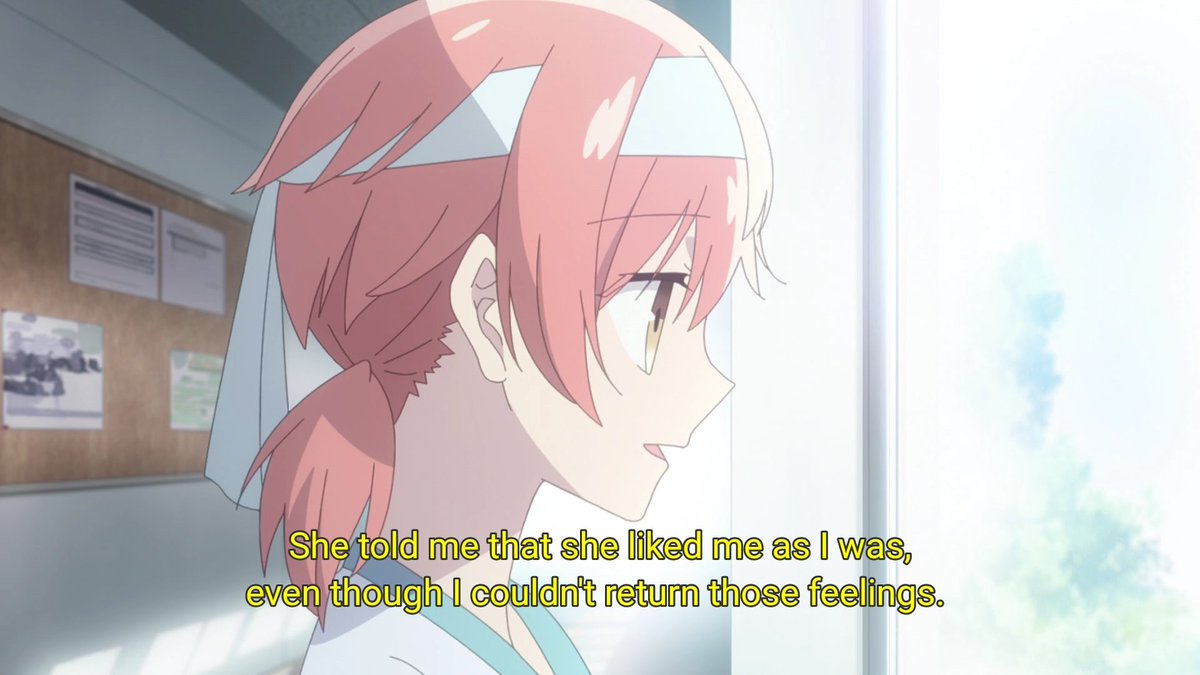 She told me that she liked me as I was,
even though I couldn't return those feelings.